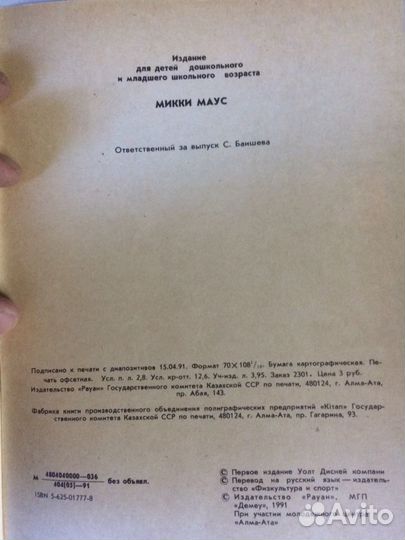 Издание
для детей дошкольного
и младшего школьного возраста
МИККИ МАУС
Ответственный за выпуск С. Баишева
Подписано к печати с диапозитивов 15.04.91. Формат 70×108¹/₁₆. Бумага картографическая. Пе-
чать офсетная. Усл. п. л. 2,8. Усл. кр-отт. 12,6. Уч-изд. л. 3,95. Заказ 2301. Цена 3 руб.
Издательство «Рауан» Государственного комитета Казахской ССР по печати, 480124, г. Алма-Ата,
пр. Абая, 143.
Фабрика книги производственного объединения полиграфических предприятий «Кітап» Государ-
ственного комитета Казахской ССР по печати, 480124, г. Алма-Ата, пр. Гагарина, 93.
М 4804040000—036
404(05)—91 без объявл.
ISBN 5-625-01777-8
© Первое издание Уолт Дисней компани
© Перевод на русский язык — издатель-
ство «Физкультура и спорт»
© Издательство «Рауан», МГП
«Демеу», 1991
При участии молодежного центра
«Алма-Ата»
Avito